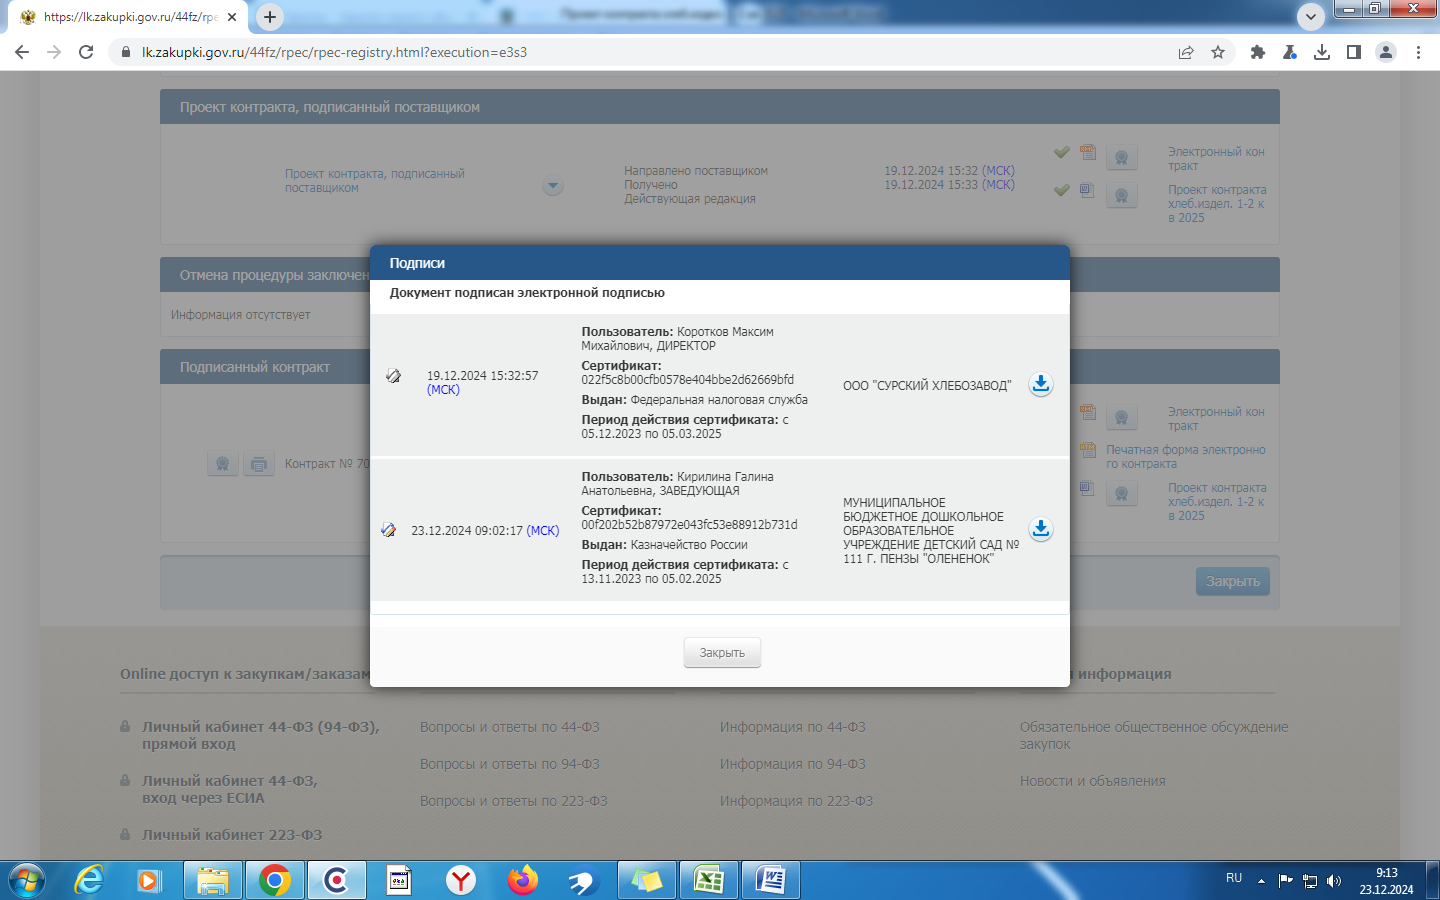 https://lk.zakupki.gov.ru/44fz/rpe
lk.zakupki.gov.ru/44fz/rpec/rpec-registry.html?execution=e3s3
Проект контракта, подписанный поставщиком
Проект контракта, подписанный
поставщиком
Направлено поставщиком
Получено
Действующая редакция
19.12.2024 15:32 (МСК)
19.12.2024 15:33 (МСК)
Электронный кон
тракт
Проект контракта
хлеб.издел. 1-2 к
в 2025
Отмена процедуры заключен
Информация отсутствует
Подписанный контракт
Контракт № 70
Электронный кон
тракт
Печатная форма электронно
го контракта
Проект контракта
хлеб.издел. 1-2 к
в 2025
Закрыть
Подписи
Документ подписан электронной подписью
19.12.2024 15:32:57
(МСК)
Пользователь: Коротков Максим
Михайлович, ДИРЕКТОР
Сертификат:
022f5c8b00cfb0578e404bbe2d62669bfd
Выдан: Федеральная налоговая служба
Период действия сертификата: с
05.12.2023 по 05.03.2025
ООО "СУРСКИЙ ХЛЕБОЗАВОД"
23.12.2024 09:02:17 (МСК)
Пользователь: Кирилина Галина
Анатольевна, ЗАВЕДУЮЩАЯ
Сертификат:
00f202b52b87972e043fc53e88912b731d
Выдан: Казначейство России
Период действия сертификата: с
13.11.2023 по 05.02.2025
МУНИЦИПАЛЬНОЕ
БЮДЖЕТНОЕ ДОШКОЛЬНОЕ
ОБРАЗОВАТЕЛЬНОЕ
УЧРЕЖДЕНИЕ ДЕТСКИЙ САД №
111 Г. ПЕНЗЫ "ОЛЕНЕНОК"
Закрыть
Online доступ к закупкам/заказам
информация
Личный кабинет 44-ФЗ (94-ФЗ),
прямой вход
Личный кабинет 44-ФЗ,
вход через ЕСИА
Личный кабинет 223-ФЗ
Вопросы и ответы по 44-ФЗ
Вопросы и ответы по 94-ФЗ
Вопросы и ответы по 223-ФЗ
Информация по 44-ФЗ
Информация по 94-ФЗ
Информация по 223-ФЗ
Обязательное общественное обсуждение
закупок
Новости и объявления
RU
9:13
23.12.2024